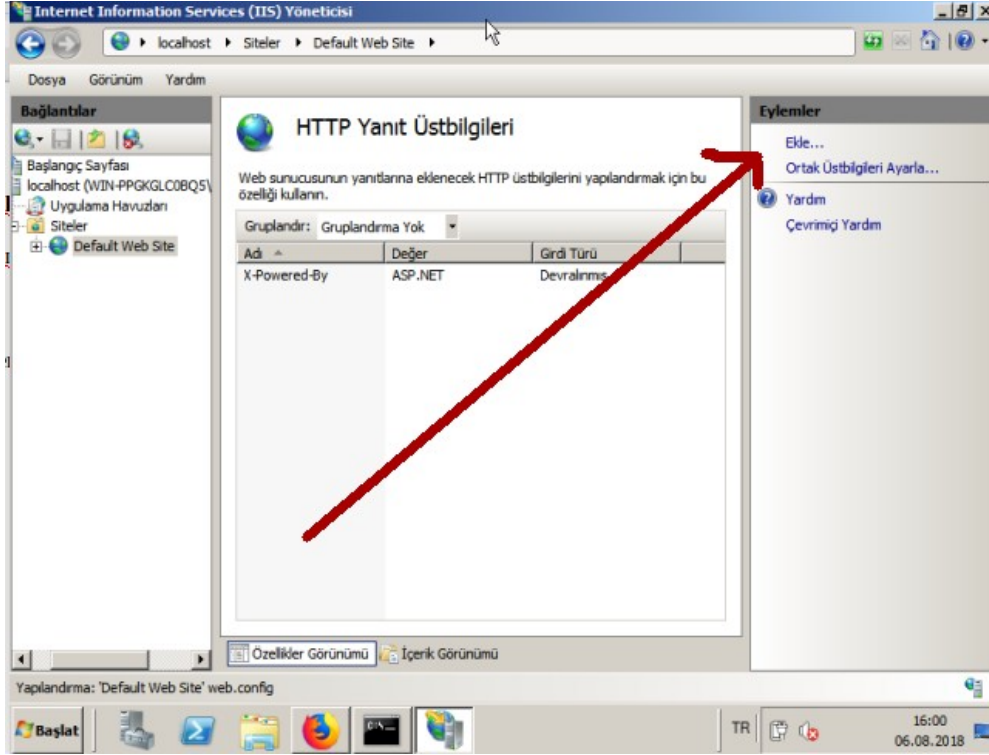 Internet Information Services (IIS) Yöneticisi
localhost Siteler Default Web Site
Dosya Görünüm Yardım
Bağlantılar
Başlangıç Sayfası
localhost (WIN-PPGKGLC0BQ5\
Uygulama Havuzları
Siteler
Default Web Site
HTTP Yanıt Üstbilgileri
Web sunucusunun yanıtlarına eklenecek HTTP üstbilgilerini yapılandırmak için bu
özelliği kullanın.
Gruplandır: Gruplandırma Yok
Adı Değer Girdi Türü
X-Powered-By ASP.NET Devralınmış
Özellikler Görünümü İçerik Görünümü
Eylemler
Ekle...
Ortak Üstbilgileri Ayarla...
Yardım
Çevrimiçi Yardım
Yapılandırma: 'Default Web Site' web.config
Başlat
TR
16:00
06.08.2018